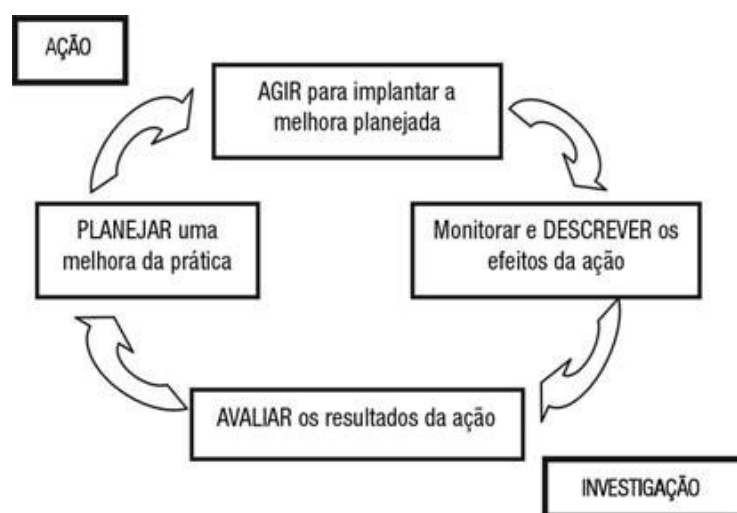 AÇÃO
AGIR para implantar a
melhora planejada
PLANEJAR uma
melhora da prática
Monitorar e DESCREVER os
efeitos da ação
AVALIAR os resultados da ação
INVESTIGAÇÃO